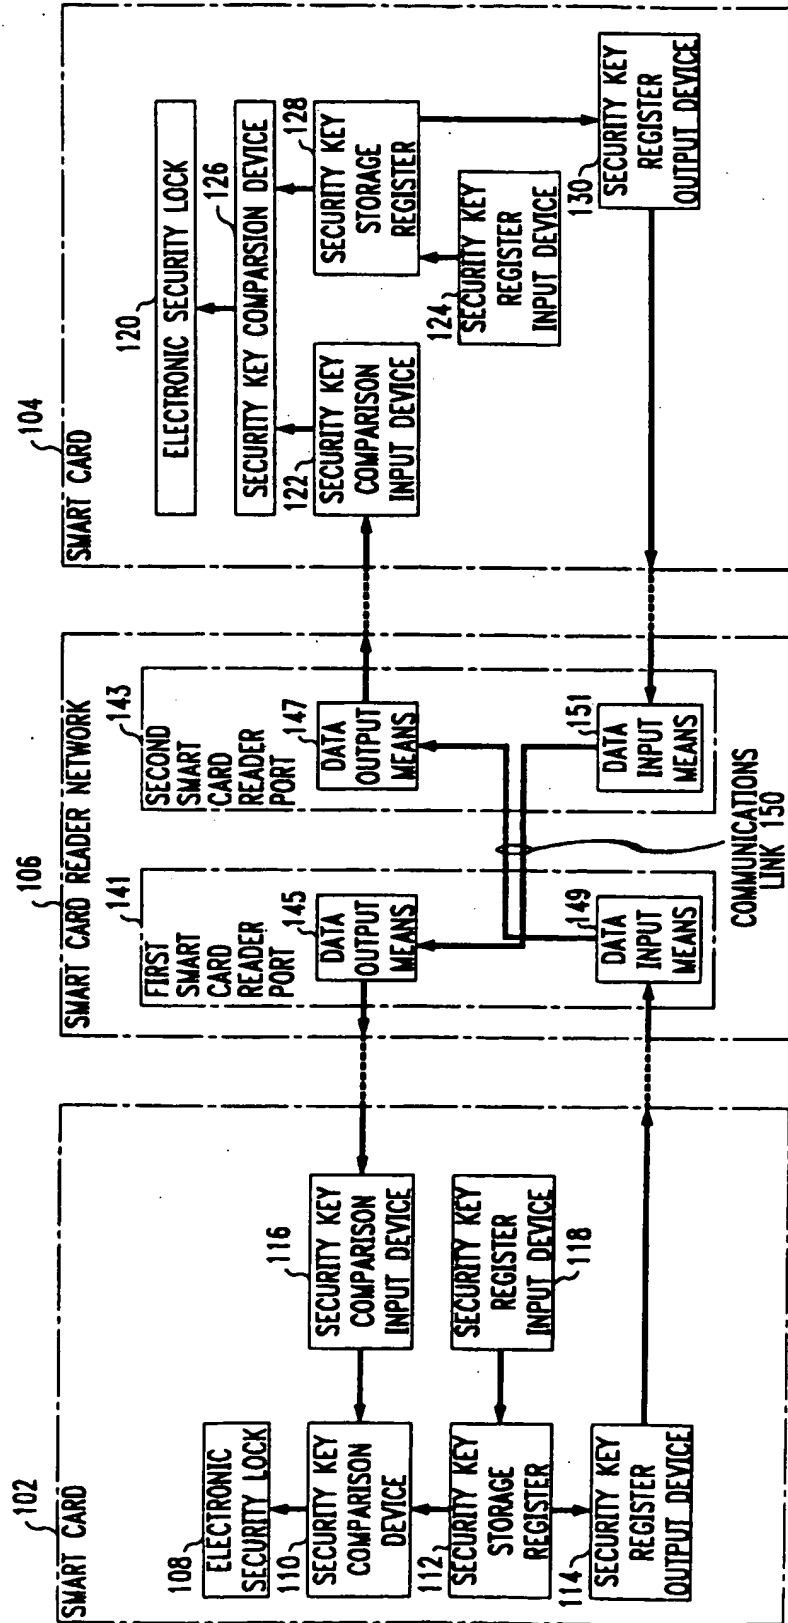 102
SMART CARD
108
ELECTRONIC
SECURITY LOCK
110
SECURITY KEY
COMPARISON
DEVICE
112
SECURITY KEY
STORAGE
REGISTER
114
SECURITY KEY
REGISTER
OUTPUT DEVICE
116
SECURITY KEY
COMPARISON
INPUT DEVICE
SECURITY KEY
REGISTER
INPUT DEVICE
118
106
SMART CARD READER NETWORK
141
FIRST
SMART
CARD
READER
PORT
145
DATA
OUTPUT
MEANS
149
DATA
INPUT
MEANS
143
SECOND
SMART
CARD
READER
PORT
147
DATA
OUTPUT
MEANS
151
DATA
INPUT
MEANS
COMMUNICATIONS
LINK 150
104
SMART CARD
120
ELECTRONIC SECURITY LOCK
126
SECURITY KEY COMPARSION DEVICE
122
SECURITY KEY
COMPARISON
INPUT DEVICE
128
SECURITY KEY
STORAGE
REGISTER
124
SECURITY KEY
REGISTER
INPUT DEVICE
130
SECURITY KEY
REGISTER
OUTPUT DEVICE